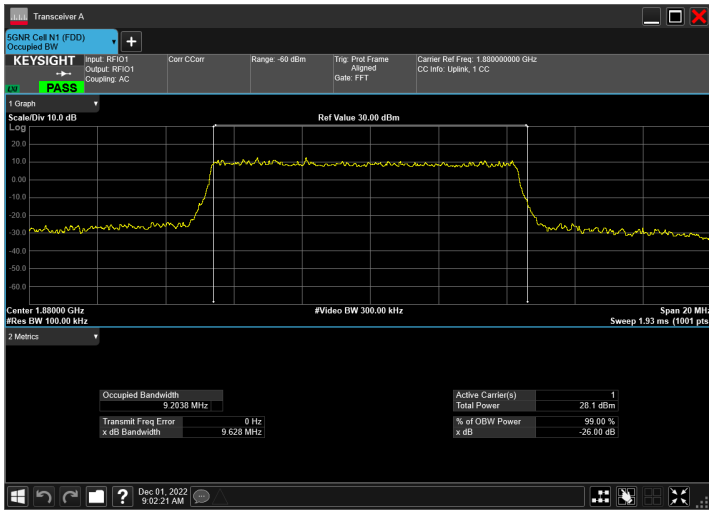 Transceiver A
5GNR Cell N1 (FDD)
Occupied BW
KEYSIGHT
LXI
PASS
Input: RFIO1
Output: RFIO1
Coupling: AC
Corr CCorr
Range: -60 dBm
Trig: Prot Frame
Aligned
Gate: FFT
Carrier Ref Freq: 1.880000000 GHz
CC Info: Uplink, 1 CC
1 Graph
Scale/Div 10.0 dB
Ref Value 30.00 dBm
Log
20.0
10.0
0.00
-10.0
-20.0
-30.0
-40.0
-50.0
-60.0
Center 1.88000 GHz
#Video BW 300.00 kHz
Span 20 MHz
#Res BW 100.00 kHz
Sweep 1.93 ms (1001 pts
2 Metrics
Occupied Bandwidth
9.2038 MHz
Transmit Freq Error 0 Hz
x dB Bandwidth 9.628 MHz
Active Carrier(s) 1
Total Power 28.1 dBm
% of OBW Power 99.00 %
x dB -26.00 dB
?
Dec 01, 2022
9:02:21 AM